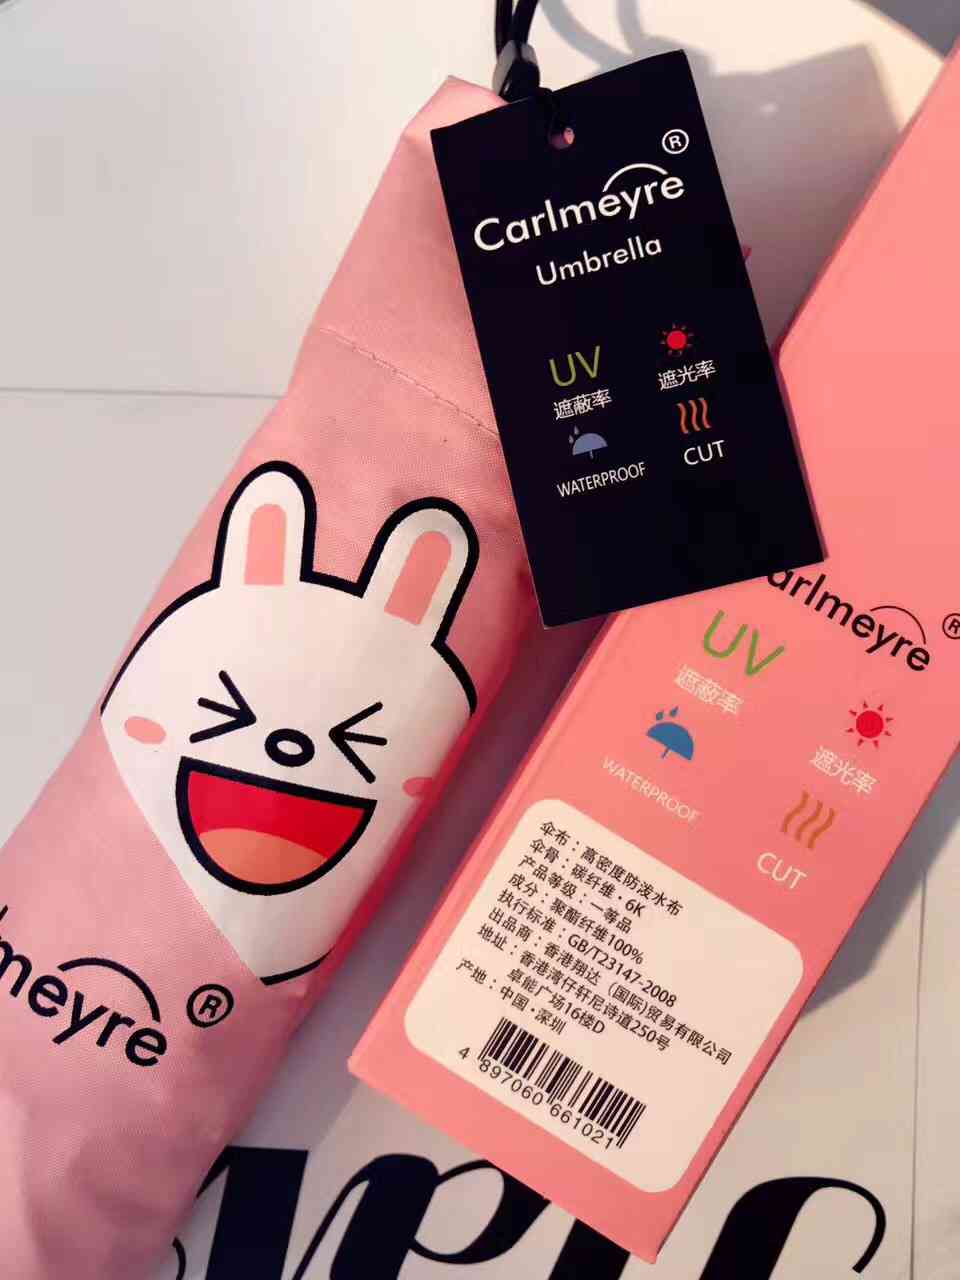 Carlmeyre®
Umbrella
UV
遮蔽率
遮光率
WATERPROOF
CUT
arlmeyre®
UV
遮蔽率
遮光率
WATERPROOF
CUT
伞布：高密度防泼水布
伞骨：碳纤维：6K
产品等级：一等品
成分：聚酯纤维100%
执行标准：GB/T23147-2008
出品商：香港翔达（国际)贸易有限公司
地址：香港湾仔轩尼诗道250号
卓能广场16楼D
产地：中国•深圳
4 897060 661021
lmeyre®